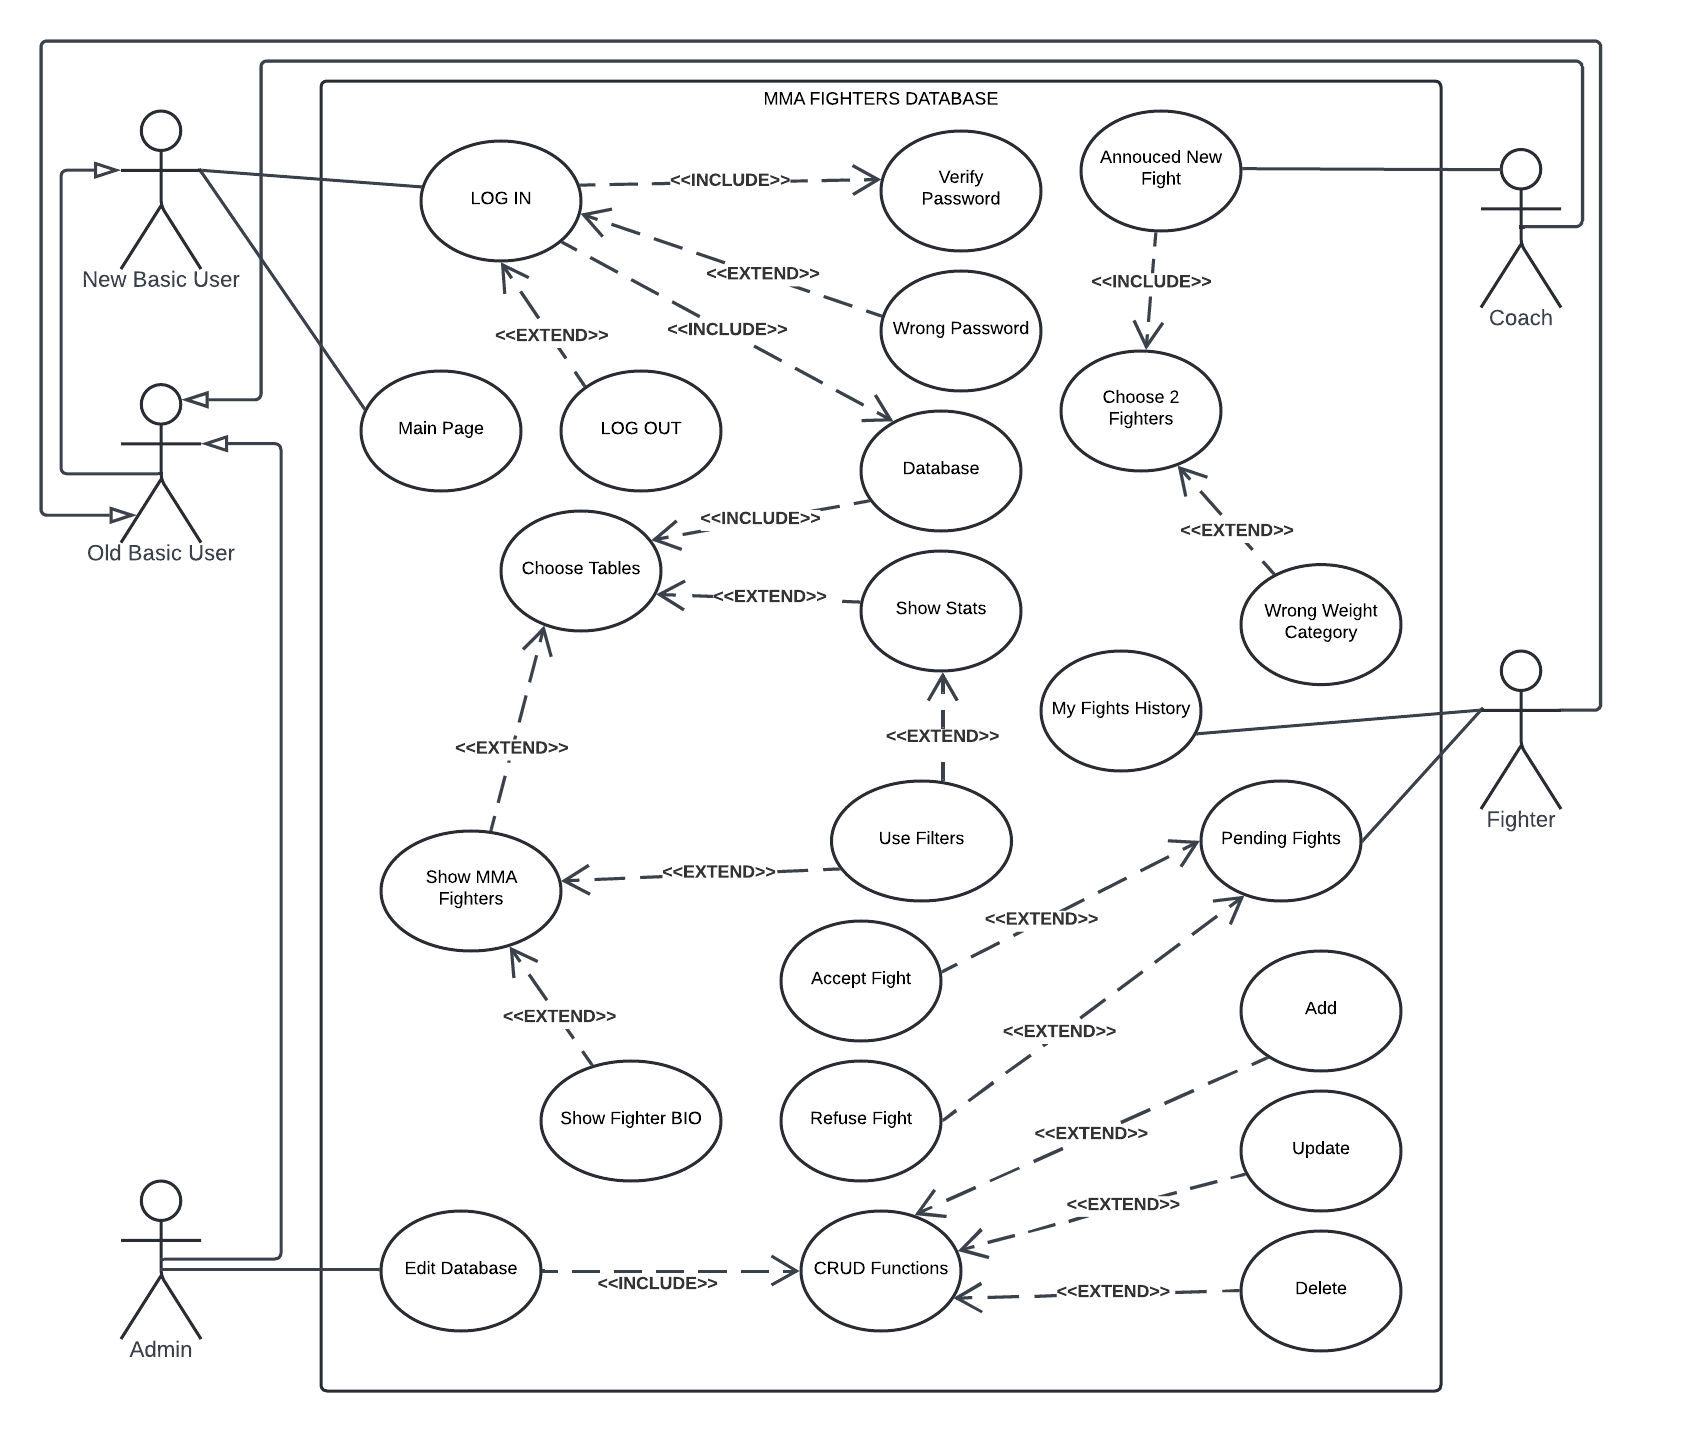 MMA FIGHTERS DATABASE
New Basic User
LOG IN
<<INCLUDE>>
Verify
Password
Annouced New
Fight
Coach
<<EXTEND>>
<<INCLUDE>>
Wrong Password
<<EXTEND>>
<<INCLUDE>>
Main Page
LOG OUT
Choose 2
Fighters
Database
Old Basic User
<<INCLUDE>>
<<EXTEND>>
Choose Tables
<<EXTEND>>
Show Stats
Wrong Weight
Category
My Fights History
<<EXTEND>>
<<EXTEND>>
Fighter
Use Filters
Pending Fights
Show MMA
Fighters
<<EXTEND>>
<<EXTEND>>
Accept Fight
<<EXTEND>>
<<EXTEND>>
Add
Show Fighter BIO
Refuse Fight
<<EXTEND>>
Update
<<EXTEND>>
Admin
Edit Database
<<INCLUDE>>
CRUD Functions
<<EXTEND>>
Delete